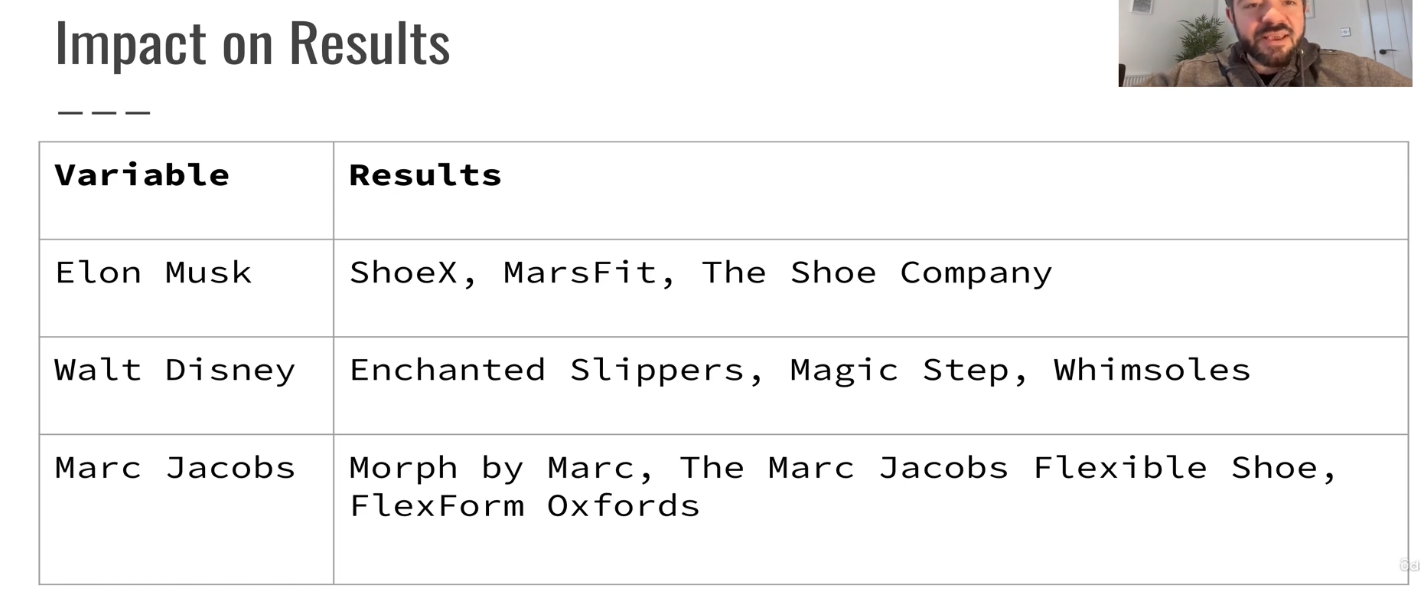 Impact on Results
Variable
Results
Elon Musk
ShoeX, MarsFit, The Shoe Company
Walt Disney
Enchanted Slippers, Magic Step, Whimsoles
Marc Jacobs
Morph by Marc, The Marc Jacobs Flexible Shoe,
FlexForm Oxfords